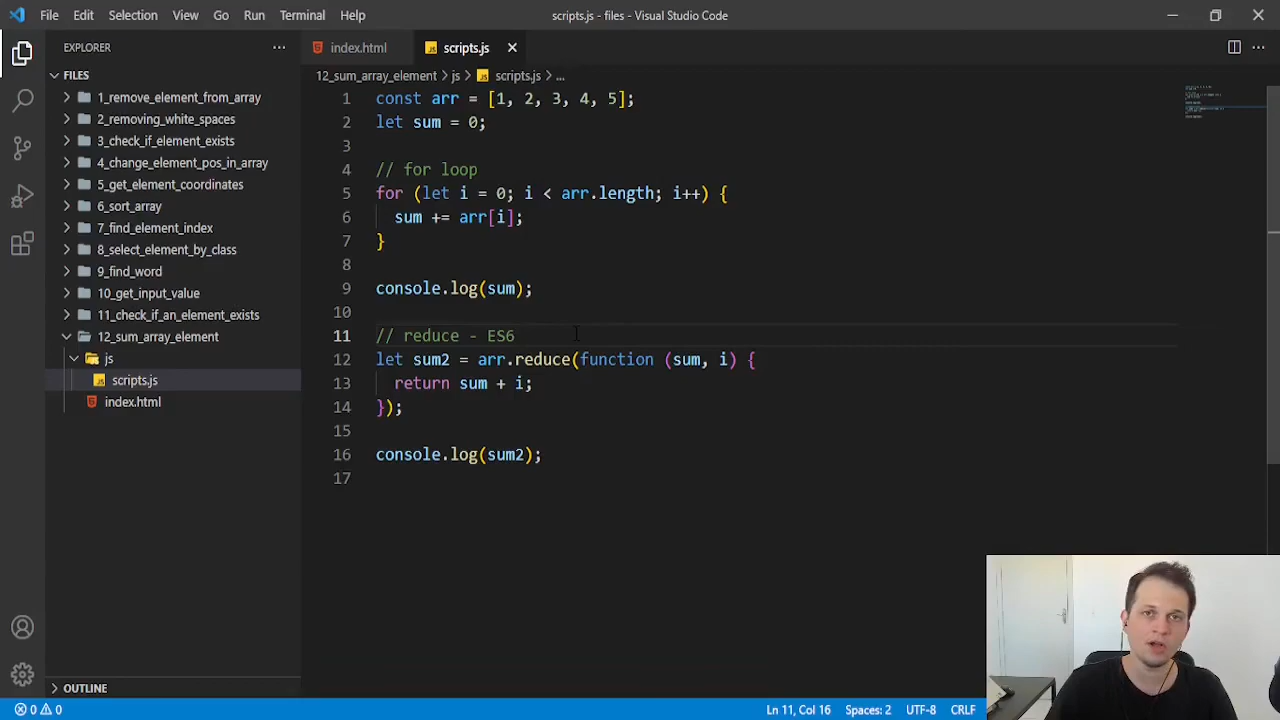 File Edit Selection View Go Run Terminal Help scripts.js - files - Visual Studio Code
EXPLORER
index.html
scripts.js
FILES
12_sum_array_element > js > scripts.js > ...
1_remove_element_from_array
2_removing_white_spaces
3_check_if_element_exists
4_change_element_pos_in_array
5_get_element_coordinates
6_sort_array
7_find_element_index
8_select_element_by_class
9_find_word
10_get_input_value
11_check_if_an_element_exists
12_sum_array_element
js
scripts.js
index.html
OUTLINE
1 const arr = [1, 2, 3, 4, 5];
2 let sum = 0;
3
4 // for loop
5 for (let i = 0; i < arr.length; i++) {
6 sum += arr[i];
7 }
8
9 console.log(sum);
10
11 // reduce - ES6
12 let sum2 = arr.reduce(function (sum, i) {
13 return sum + i;
14 });
15
16 console.log(sum2);
17
0 0 Ln 11, Col 16 Spaces: 2 UTF-8 CRLF